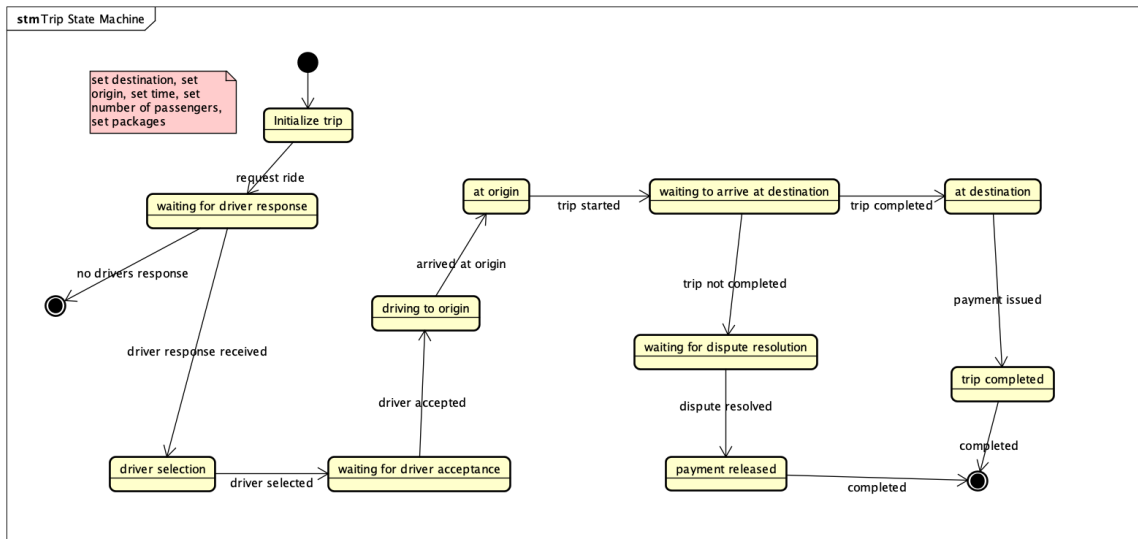 stm Trip State Machine
set destination, set
origin, set time, set
number of passengers,
set packages
Initialize trip
request ride
waiting for driver response
no drivers response
driver response received
driver selection
driver selected
waiting for driver acceptance
driver accepted
driving to origin
arrived at origin
at origin
trip started
waiting to arrive at destination
trip completed
at destination
trip not completed
payment issued
waiting for dispute resolution
trip completed
dispute resolved
completed
payment released
completed